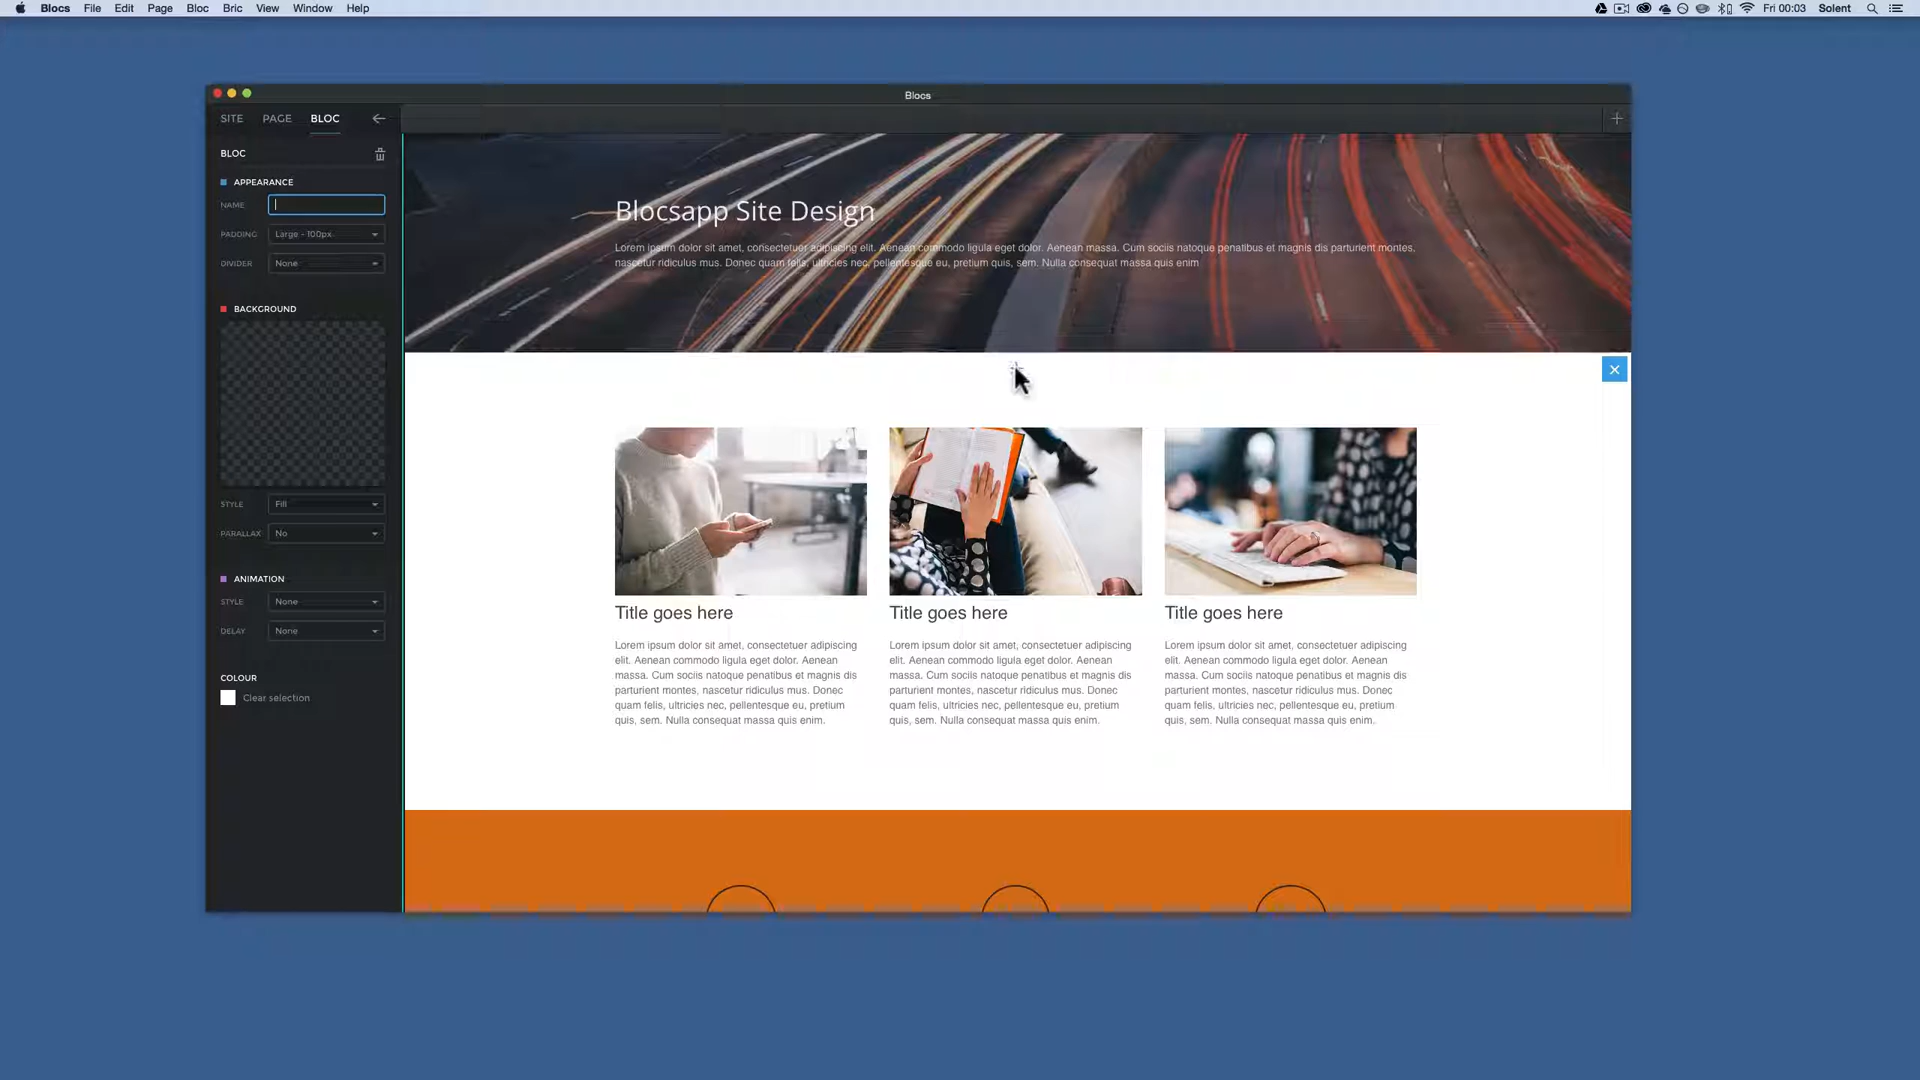 Blocs File Edit Page Bloc Bric View Window Help Fri 00:03 Solent
Blocs
SITE PAGE BLOC
BLOC
APPEARANCE
NAME
PADDING Large - 100px
DIVIDER None
BACKGROUND
STYLE Fill
PARALLAX No
ANIMATION
STYLE None
DELAY None
COLOUR
Clear selection
Blocsapp Site Design
Lorem ipsum dolor sit amet, consectetuer adipiscing elit. Aenean commodo ligula eget dolor. Aenean massa. Cum sociis natoque penatibus et magnis dis parturient montes,
nascetur ridiculus mus. Donec quam felis, ultricies nec, pellentesque eu, pretium quis, sem. Nulla consequat massa quis enim
Title goes here
Lorem ipsum dolor sit amet, consectetuer adipiscing
elit. Aenean commodo ligula eget dolor. Aenean
massa. Cum sociis natoque penatibus et magnis dis
parturient montes, nascetur ridiculus mus. Donec
quam felis, ultricies nec, pellentesque eu, pretium
quis, sem. Nulla consequat massa quis enim.
Title goes here
Lorem ipsum dolor sit amet, consectetuer adipiscing
elit. Aenean commodo ligula eget dolor. Aenean
massa. Cum sociis natoque penatibus et magnis dis
parturient montes, nascetur ridiculus mus. Donec
quam felis, ultricies nec, pellentesque eu, pretium
quis, sem. Nulla consequat massa quis enim.
Title goes here
Lorem ipsum dolor sit amet, consectetuer adipiscing
elit. Aenean commodo ligula eget dolor. Aenean
massa. Cum sociis natoque penatibus et magnis dis
parturient montes, nascetur ridiculus mus. Donec
quam felis, ultricies nec, pellentesque eu, pretium
quis, sem. Nulla consequat massa quis enim.